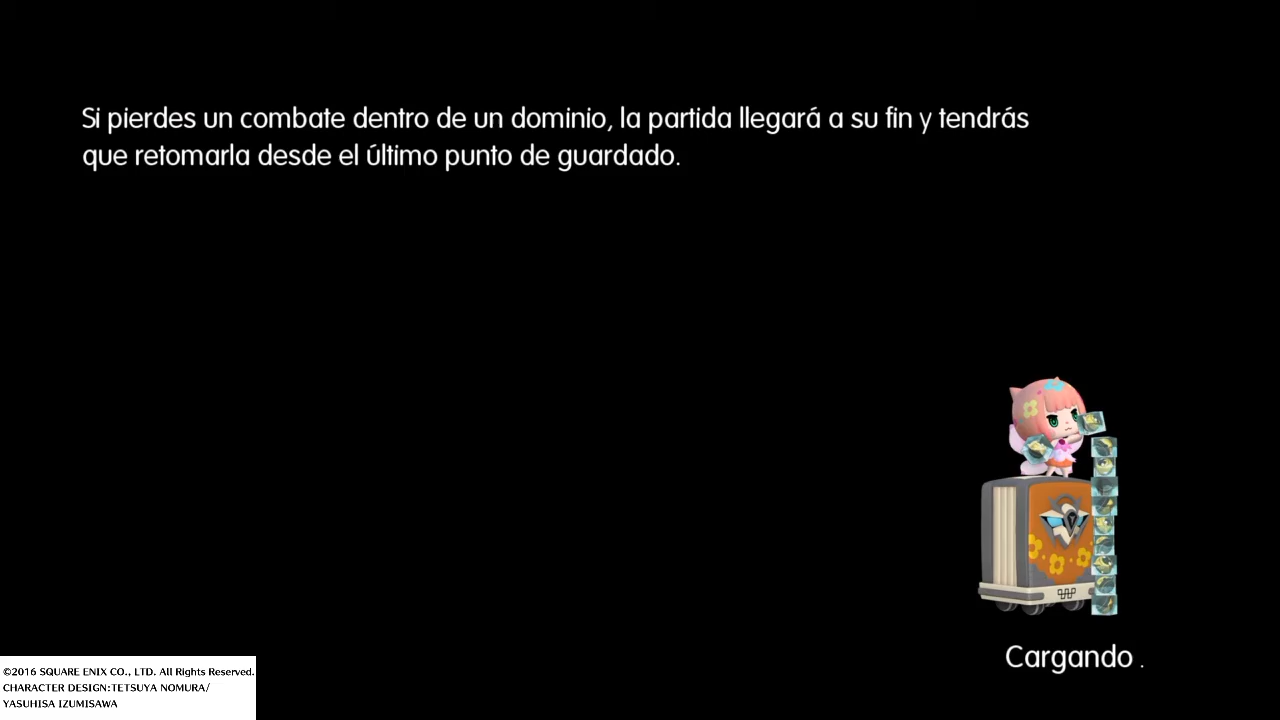 Si pierdes un combate dentro de un dominio, la partida llegará a su fin y tendrás
que retomarla desde el último punto de guardado.
Cargando .
©2016 SQUARE ENIX CO., LTD. All Rights Reserved.
CHARACTER DESIGN:TETSUYA NOMURA/
YASUHISA IZUMISAWA